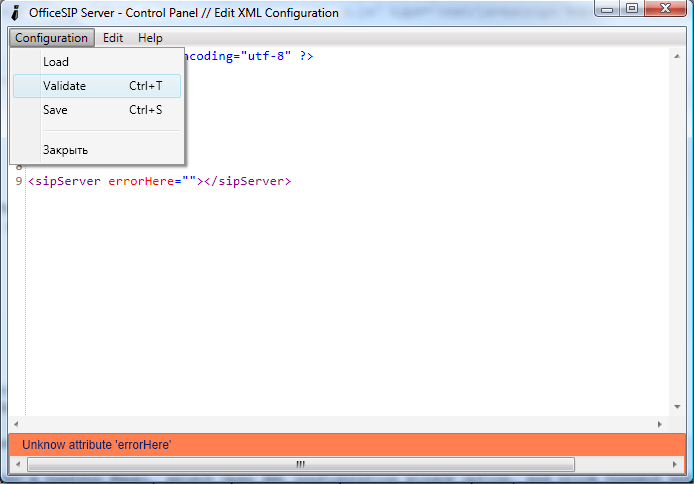 OfficeSIP Server - Control Panel // Edit XML Configuration
Configuration Edit Help
Load
Validate Ctrl+T
Save Ctrl+S
Закрыть
ncoding="utf-8" ?>
8
9 <sipServer errorHere=""></sipServer>
Unknow attribute 'errorHere'